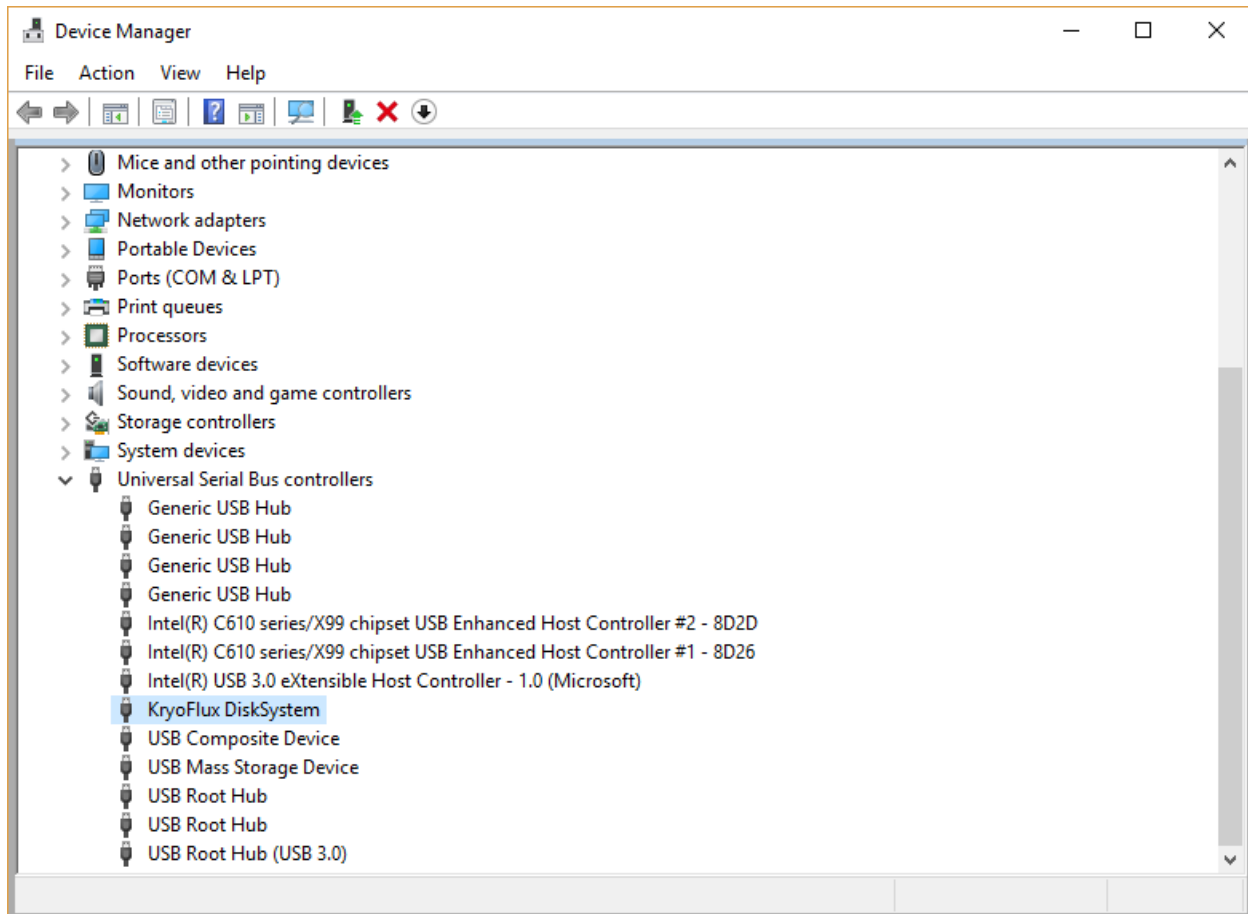 Device Manager
File Action View Help
Mice and other pointing devices
Monitors
Network adapters
Portable Devices
Ports (COM & LPT)
Print queues
Processors
Software devices
Sound, video and game controllers
Storage controllers
System devices
Universal Serial Bus controllers
Generic USB Hub
Generic USB Hub
Generic USB Hub
Generic USB Hub
Intel(R) C610 series/X99 chipset USB Enhanced Host Controller #2 - 8D2D
Intel(R) C610 series/X99 chipset USB Enhanced Host Controller #1 - 8D26
Intel(R) USB 3.0 eXtensible Host Controller - 1.0 (Microsoft)
KryoFlux DiskSystem
USB Composite Device
USB Mass Storage Device
USB Root Hub
USB Root Hub
USB Root Hub (USB 3.0)